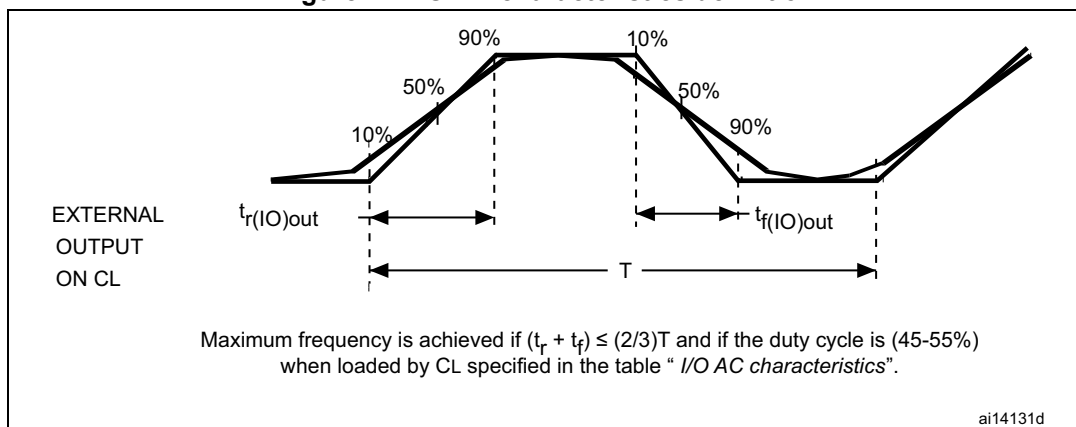 90%
10%
50%
50%
10%
90%
EXTERNAL
OUTPUT
ON CL
tr(IO)out
tf(IO)out
T
Maximum frequency is achieved if (tr + tf) ≤ (2/3)T and if the duty cycle is (45-55%)
when loaded by CL specified in the table “ I/O AC characteristics”.
ai14131d